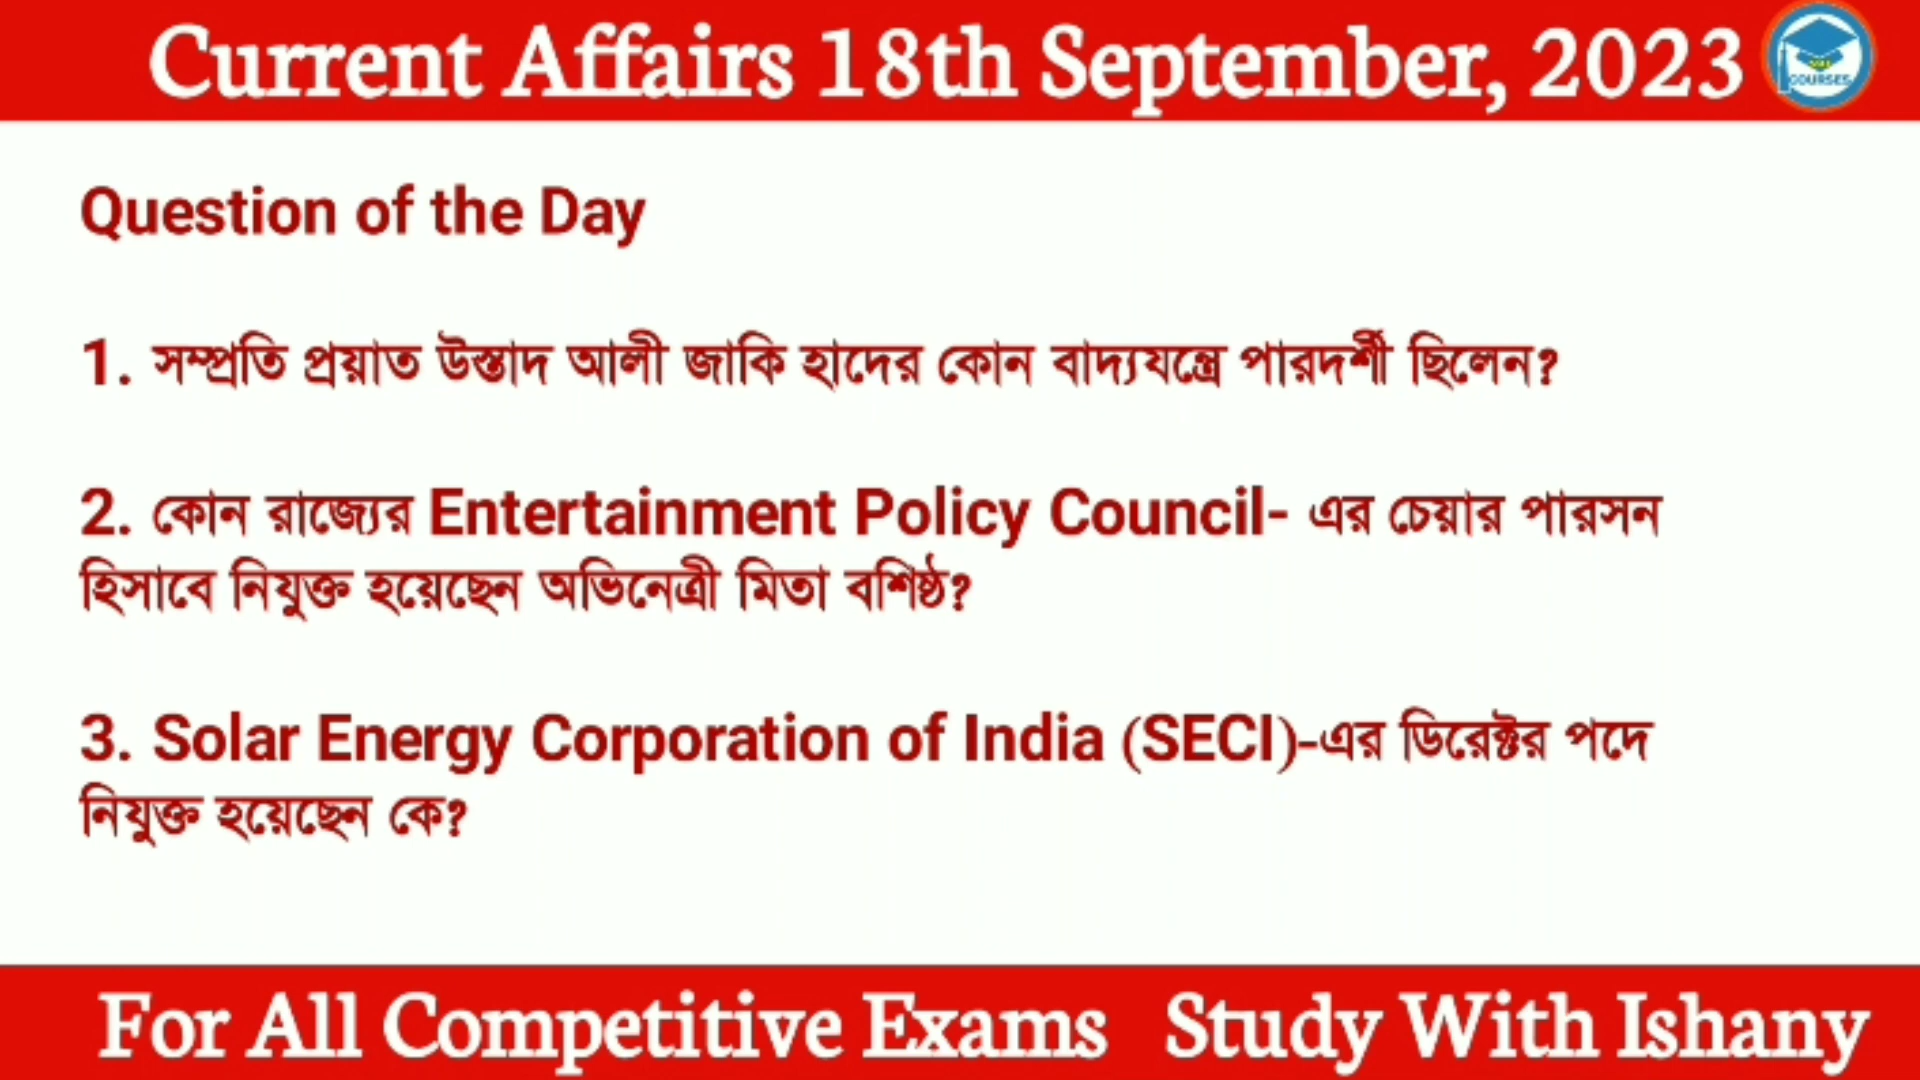 Current Affairs 18th September, 2023
COURSES
Question of the Day
1. সম্প্রতি প্রয়াত উস্তাদ আলী জাকি হাদের কোন বাদ্যযন্ত্রে পারদর্শী ছিলেন?
2. কোন রাজ্যের Entertainment Policy Council- এর চেয়ার পারসন
হিসাবে নিযুক্ত হয়েছেন অভিনেত্রী মিতা বশিষ্ঠ?
3. Solar Energy Corporation of India (SECI)-এর ডিরেক্টর পদে
নিযুক্ত হয়েছেন কে?
For All Competitive Exams Study With Ishany